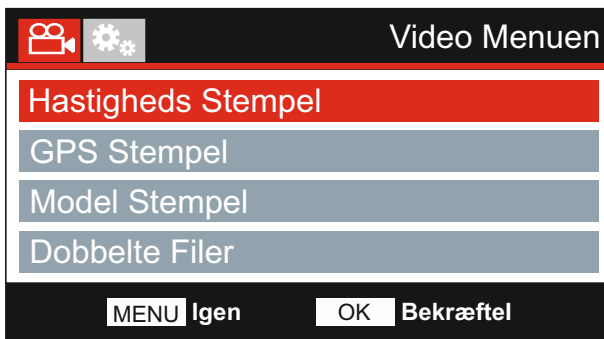 Video Menuen
Hastigheds Stempel
GPS Stempel
Model Stempel
Dobbelte Filer
MENU Igen OK Bekræftel